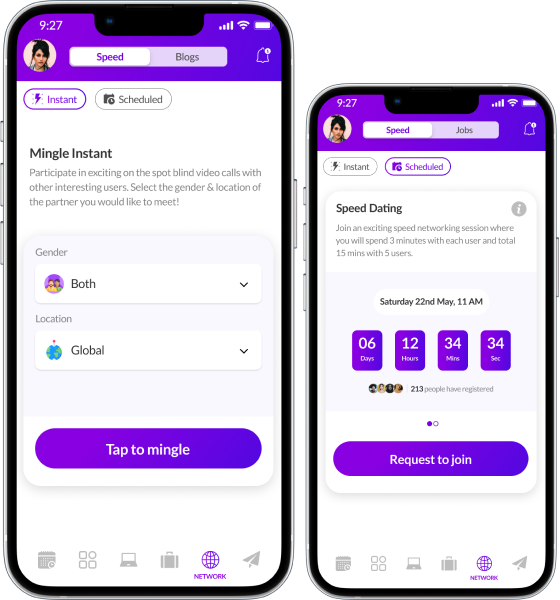 9:27
Speed
Blogs
Instant
Scheduled
Mingle Instant
Participate in exciting on the spot blind video calls with
other interesting users. Select the gender & location of
the partner you would like to meet!
Gender
Both
Location
Global
Tap to mingle
NETWORK
9:27
Speed
Jobs
Instant
Scheduled
Speed Dating
Join an exciting speed networking session where
you will spend 3 minutes with each user and total
15 mins with 5 users.
Saturday 22nd May, 11 AM
06 12 34 34
Days Hours Mins Sec
213 people have registered
Request to join
NETWORK